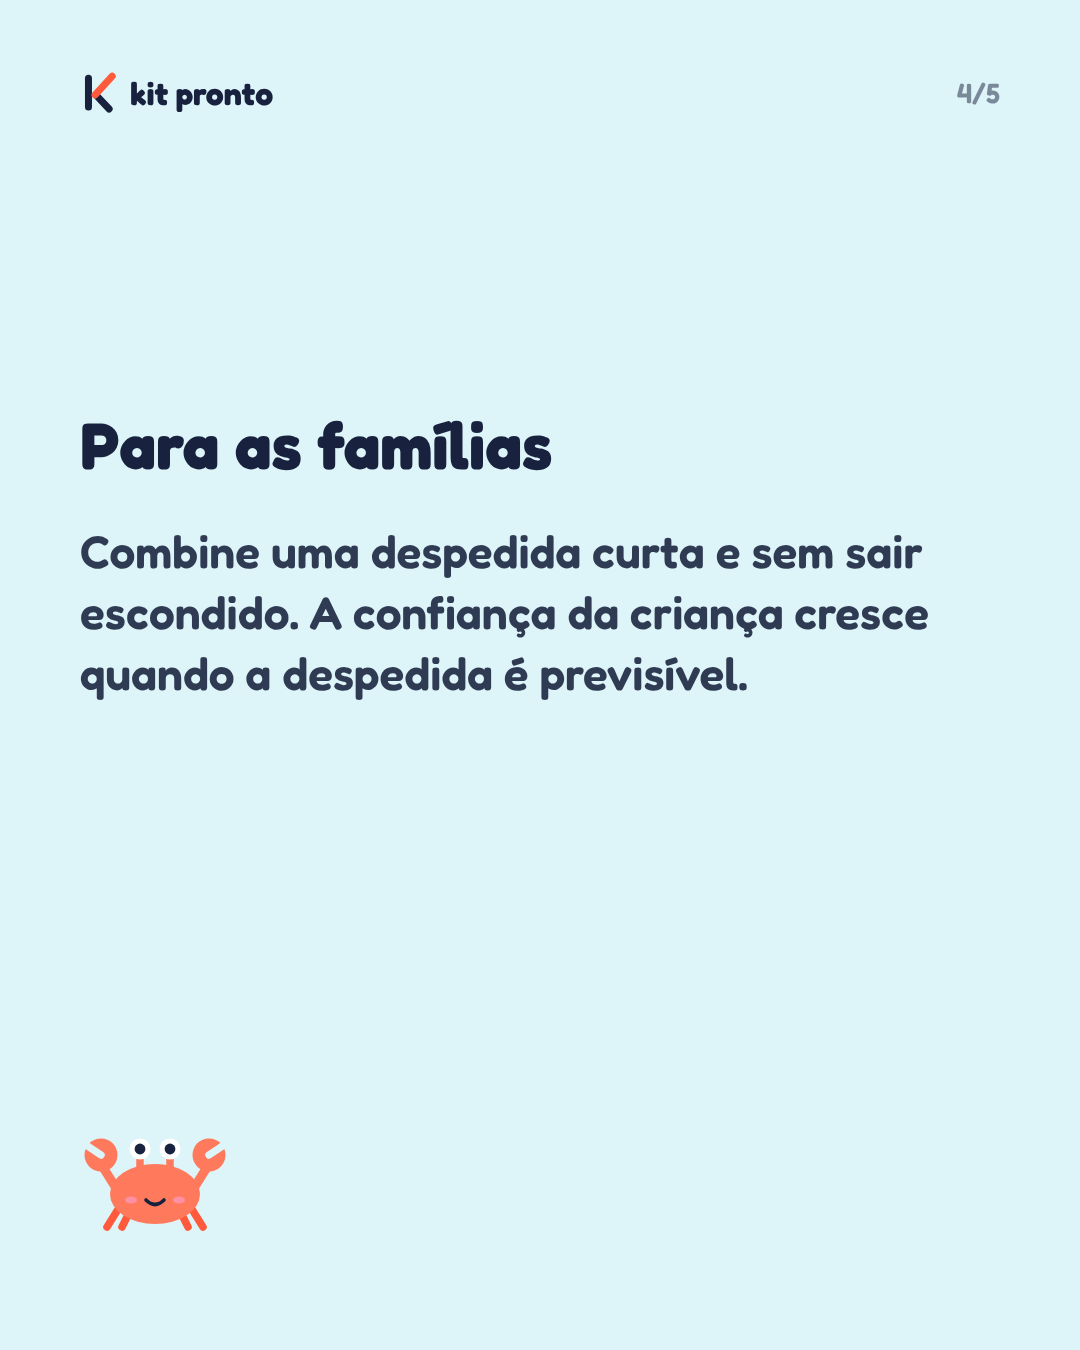 kit pronto
4/5
Para as famílias
Combine uma despedida curta e sem sair
escondido. A confiança da criança cresce
quando a despedida é previsível.